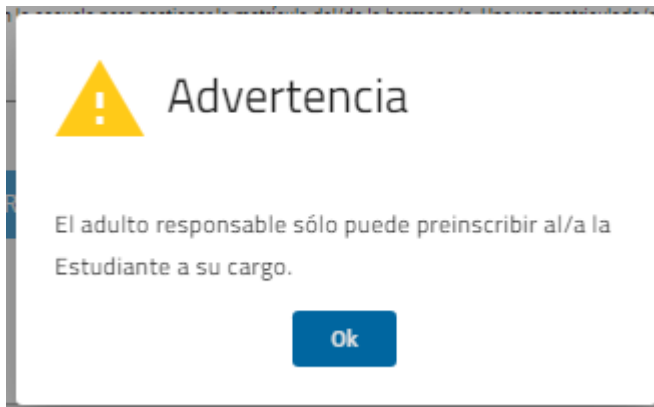 Advertencia
El adulto responsable sólo puede preinscribir al/a la
Estudiante a su cargo.
Ok